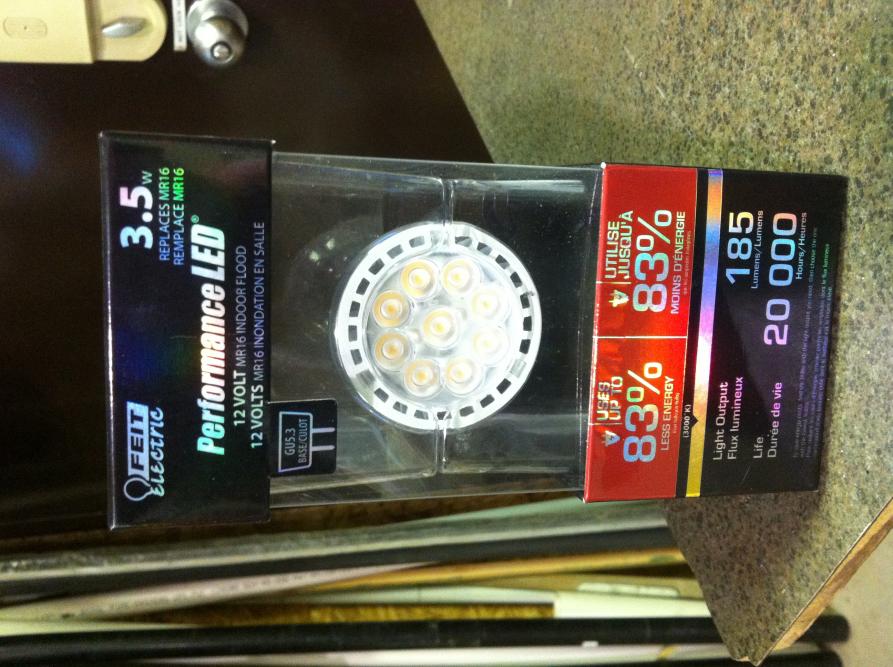 FEIT
Electric
3.5W
REPLACES MR16
REMPLACE MR16
Performance LED®
12 VOLT MR16 INDOOR FLOOD
12 VOLTS MR16 INONDATION EN SALLE
GU5.3
BASE/CULOT
USES
UP TO
83%
LESS ENERGY
UTILISE
JUSQU'À
83%
MOINS D'ÉNERGIE
(3000°K)
Light Output
Flux lumineux
185
Lumens/Lumens
Life
Durée de vie
20 000
Hours/Heures